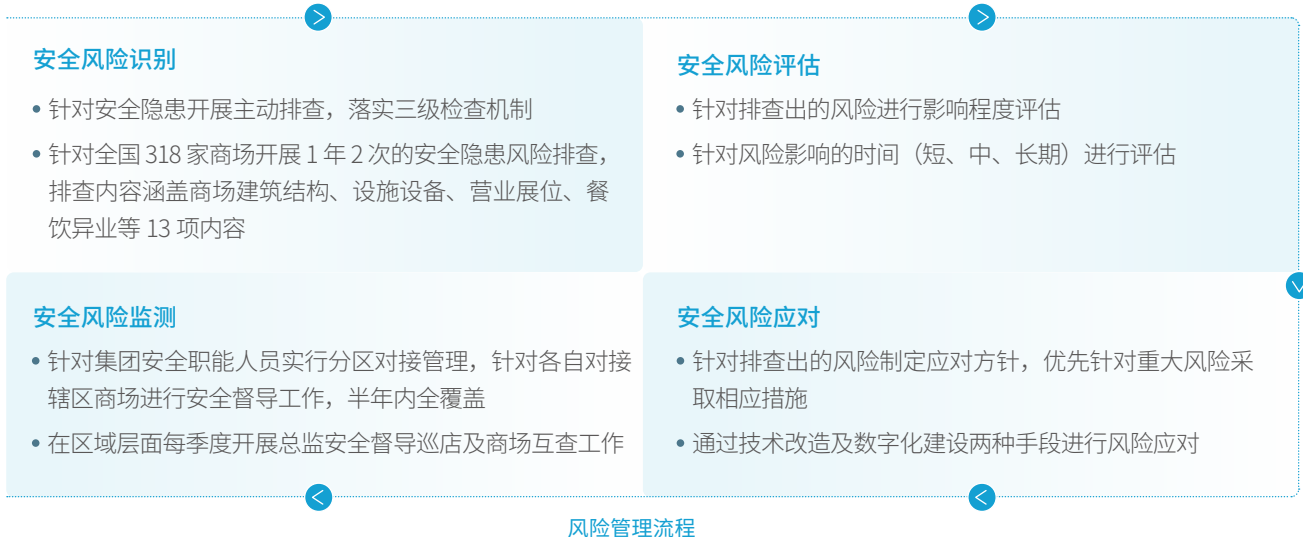 安全风险识别
• 针对安全隐患开展主动排查，落实三级检查机制
• 针对全国 318 家商场开展 1 年 2 次的安全隐患风险排查，
排查内容涵盖商场建筑结构、设施设备、营业展位、餐
饮异业等 13 项内容
安全风险评估
• 针对排查出的风险进行影响程度评估
• 针对风险影响的时间（短、中、长期）进行评估
安全风险监测
• 针对集团安全职能人员实行分区对接管理，针对各自对接
辖区商场进行安全督导工作，半年内全覆盖
• 在区域层面每季度开展总监安全督导巡店及商场互查工作
安全风险应对
• 针对排查出的风险制定应对方针，优先针对重大风险采
取相应措施
• 通过技术改造及数字化建设两种手段进行风险应对
风险管理流程